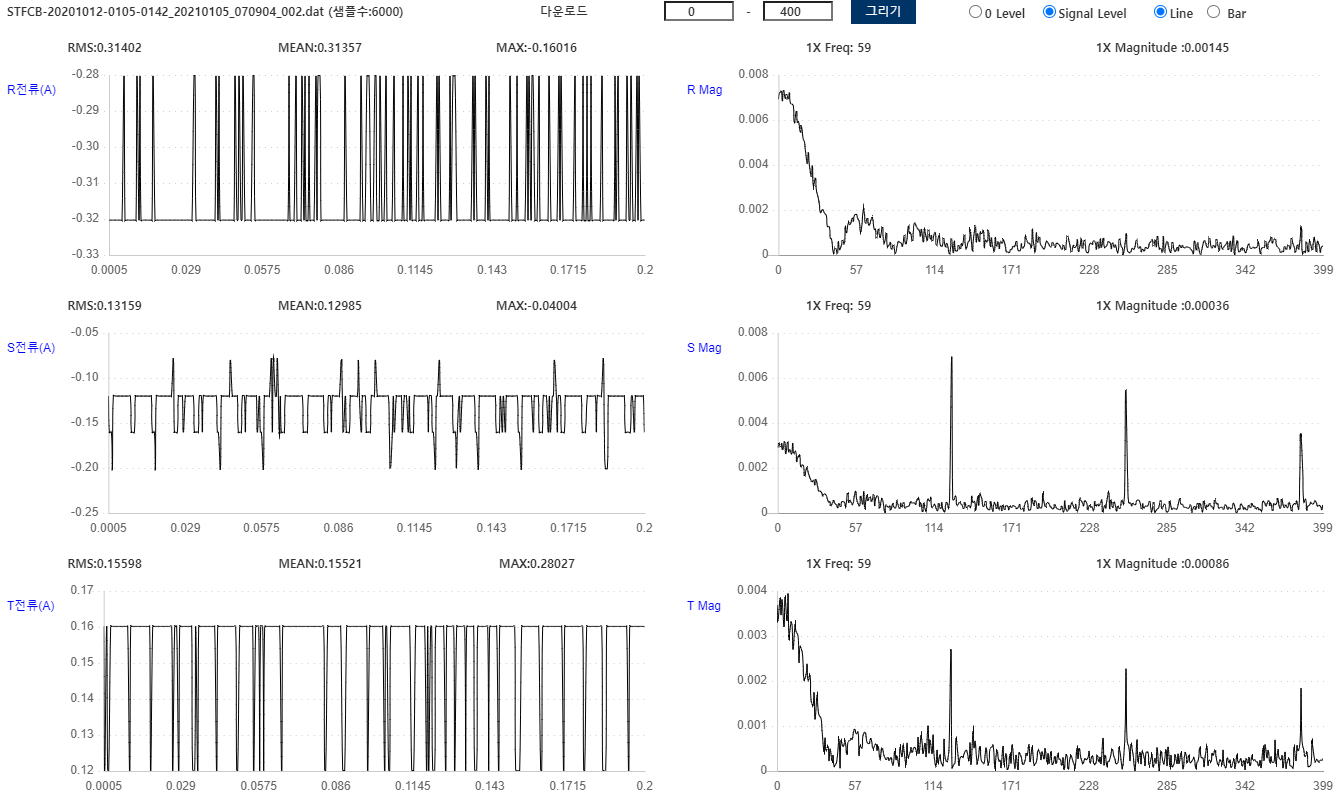 STFCB-20201012-0105-0142_20210105_070904_002.dat (샘플수:6000) 다운로드 0 - 400 그리기 0 Level Signal Level Line Bar
RMS:0.31402 MEAN:0.31357 MAX:-0.16016
R전류(A)
-0.28
-0.29
-0.30
-0.31
-0.32
-0.33
0.0005 0.029 0.0575 0.086 0.1145 0.143 0.1715 0.2
1X Freq: 59 1X Magnitude :0.00145
R Mag
0.008
0.006
0.004
0.002
0
0 57 114 171 228 285 342 399
RMS:0.13159 MEAN:0.12985 MAX:-0.04004
S전류(A)
-0.05
-0.10
-0.15
-0.20
-0.25
0.0005 0.029 0.0575 0.086 0.1145 0.143 0.1715 0.2
1X Freq: 59 1X Magnitude :0.00036
S Mag
0.008
0.006
0.004
0.002
0
0 57 114 171 228 285 342 399
RMS:0.15598 MEAN:0.15521 MAX:0.28027
T전류(A)
0.17
0.16
0.15
0.14
0.13
0.12
0.0005 0.029 0.0575 0.086 0.1145 0.143 0.1715 0.2
1X Freq: 59 1X Magnitude :0.00086
T Mag
0.004
0.003
0.002
0.001
0
0 57 114 171 228 285 342 399